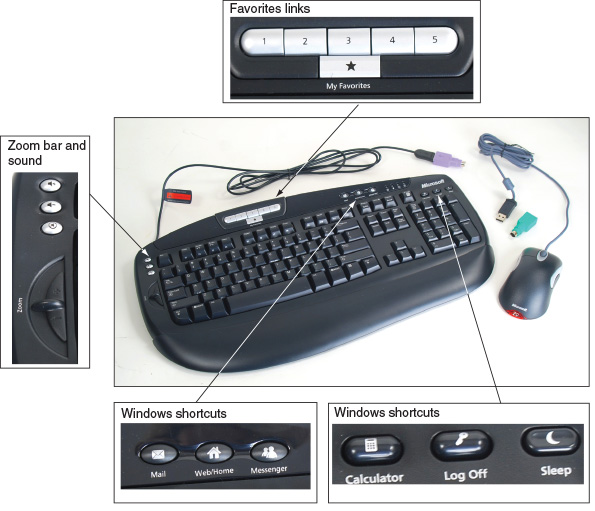 Favorites links
1 2 3 4 5
My Favorites
Zoom bar and
sound
Zoom
Microsoft
Microsoft
Windows shortcuts
Mail Web/Home Messenger
Windows shortcuts
Calculator Log Off Sleep